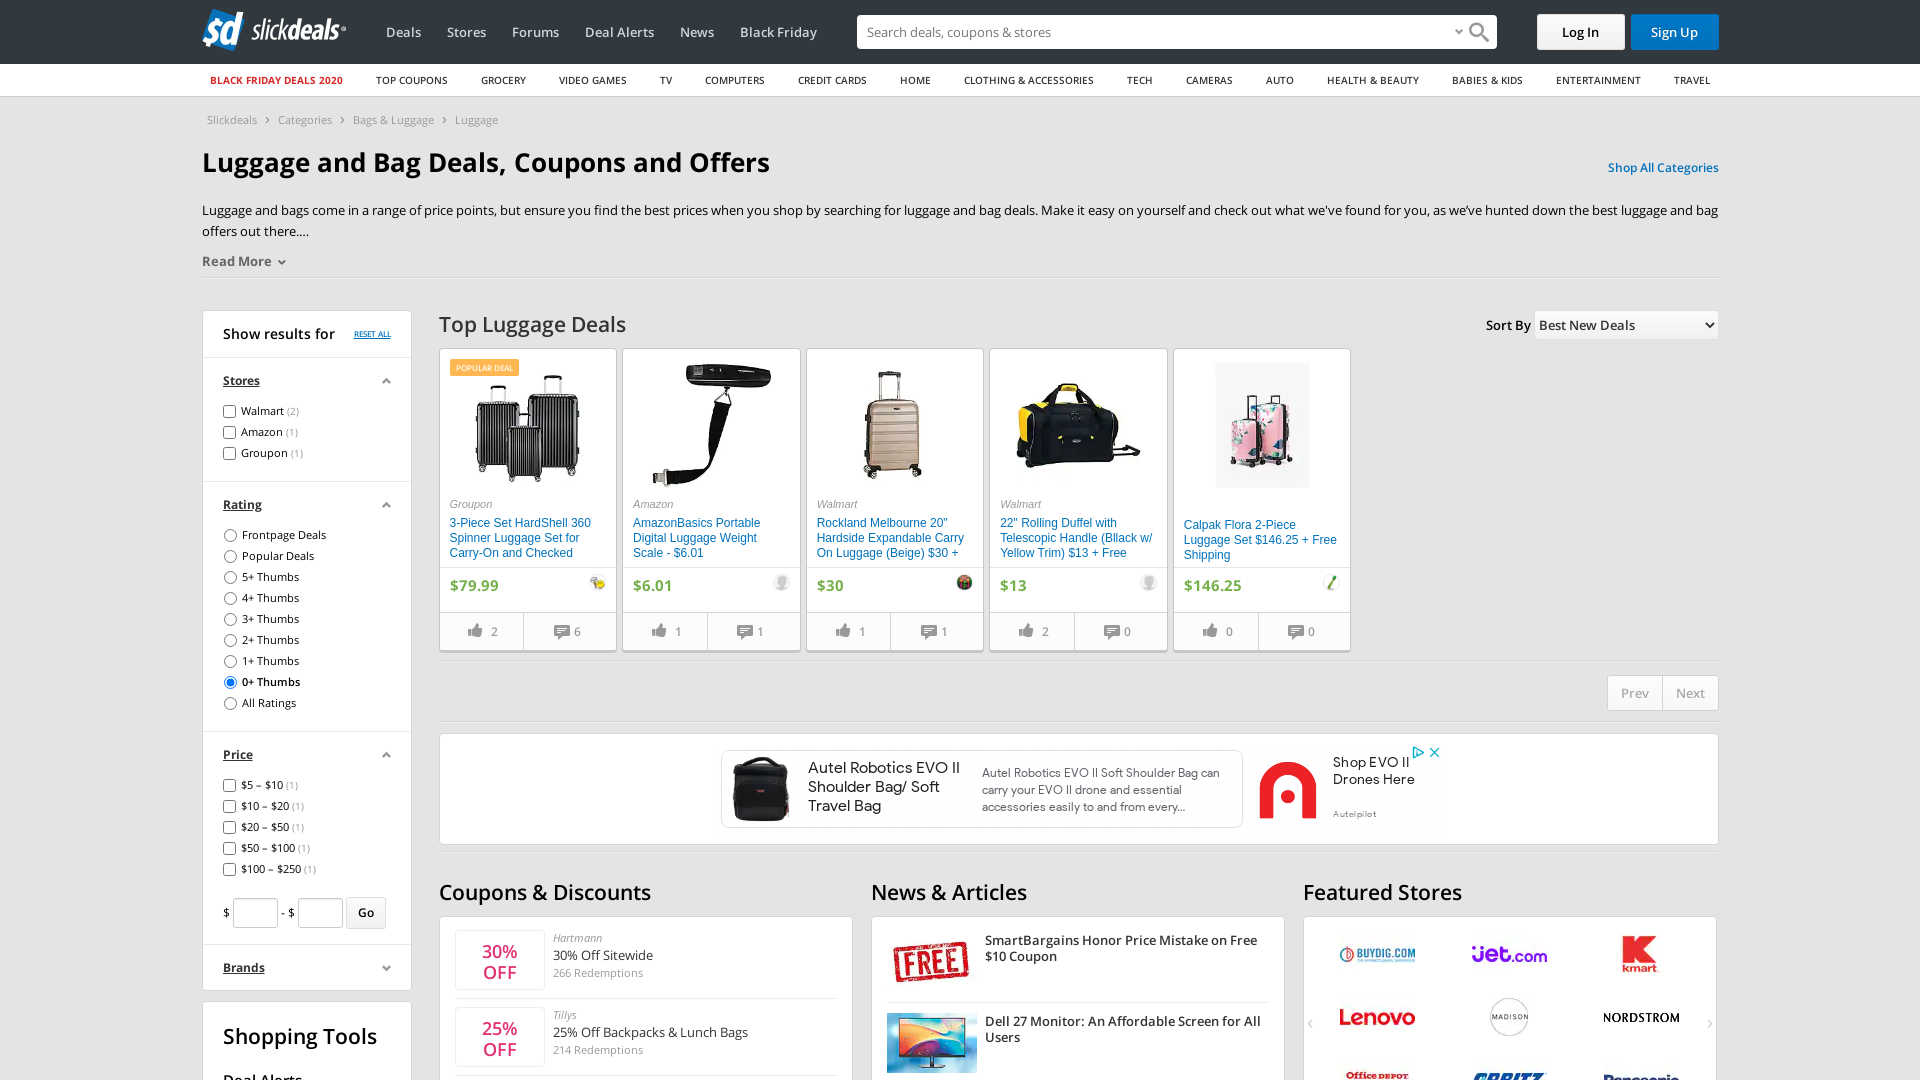 sd slickdeals®
Deals
Stores
Forums
Deal Alerts
News
Black Friday
Search deals, coupons & stores
Log In
Sign Up
BLACK FRIDAY DEALS 2020
TOP COUPONS
GROCERY
VIDEO GAMES
TV
COMPUTERS
CREDIT CARDS
HOME
CLOTHING & ACCESSORIES
TECH
CAMERAS
AUTO
HEALTH & BEAUTY
BABIES & KIDS
ENTERTAINMENT
TRAVEL
Slickdeals
Categories
Bags & Luggage
Luggage
Luggage and Bag Deals, Coupons and Offers
Shop All Categories
Luggage and bags come in a range of price points, but ensure you find the best prices when you shop by searching for luggage and bag deals. Make it easy on yourself and check out what we've found for you, as we’ve hunted down the best luggage and bag
offers out there....
Read More
Show results for
RESET ALL
Stores
Walmart (2)
Amazon (1)
Groupon (1)
Rating
Frontpage Deals
Popular Deals
5+ Thumbs
4+ Thumbs
3+ Thumbs
2+ Thumbs
1+ Thumbs
0+ Thumbs
All Ratings
Price
$5 – $10 (1)
$10 – $20 (1)
$20 – $50 (1)
$50 – $100 (1)
$100 – $250 (1)
$ - $ Go
Brands
Shopping Tools
Deal Alerts
Top Luggage Deals
Sort By
Best New Deals
POPULAR DEAL
Groupon
3-Piece Set HardShell 360
Spinner Luggage Set for
Carry-On and Checked
$79.99
2
6
Amazon
AmazonBasics Portable
Digital Luggage Weight
Scale - $6.01
$6.01
1
1
Walmart
Rockland Melbourne 20"
Hardside Expandable Carry
On Luggage (Beige) $30 +
$30
1
1
Walmart
22" Rolling Duffel with
Telescopic Handle (Bllack w/
Yellow Trim) $13 + Free
$13
2
0
Calpak Flora 2-Piece
Luggage Set $146.25 + Free
Shipping
$146.25
0
0
Prev
Next
Autel Robotics EVO II
Shoulder Bag/ Soft
Travel Bag
Autel Robotics EVO II Soft Shoulder Bag can
carry your EVO II drone and essential
accessories easily to and from every...
Shop EVO II
Drones Here
Autelpilot
Coupons & Discounts
30%
OFF
Hartmann
30% Off Sitewide
266 Redemptions
25%
OFF
Tillys
25% Off Backpacks & Lunch Bags
214 Redemptions
News & Articles
FREE
SmartBargains Honor Price Mistake on Free
$10 Coupon
Dell 27 Monitor: An Affordable Screen for All
Users
Featured Stores
BUYDIG.COM
Jet.com
K
kmart
Lenovo
MADISON
NORDSTROM
Office DEPOT
ORBITZ
Panasonic